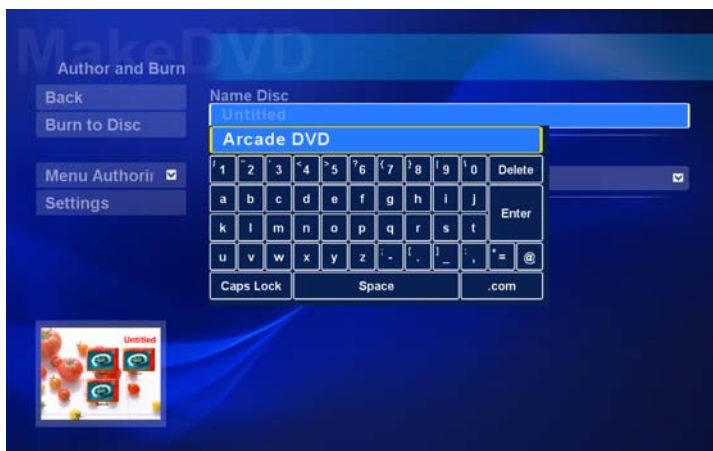 MakeDVD
Author and Burn
Back
Burn to Disc
Menu Authorin
Settings
Name Disc
Untitled
Arcade DVD
1 2 3 4 5 6 7 8 9 0 Delete
a b c d e f g h i j
Enter
k l m n o p q r s t
u v w x y z - . _ , = @
Caps Lock Space .com
Untitled